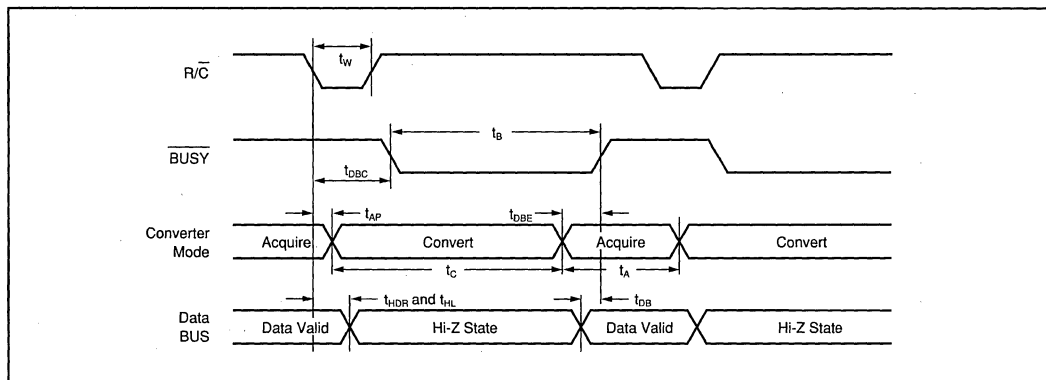 R/C̅
t_W
B̅U̅S̅Y̅
t_B
t_DBC
Converter
Mode
t_AP
t_DBE
Acquire
Convert
Acquire
Convert
t_C
t_A
Data
BUS
t_HDR and t_HL
t_DB
Data Valid
Hi-Z State
Data Valid
Hi-Z State